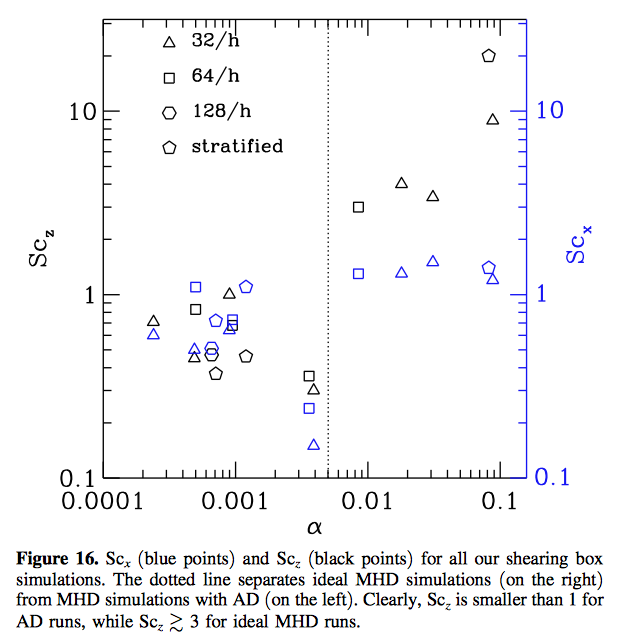 32/h
64/h
128/h
stratified
10
1
0.1
Sc_z
10
1
0.1
Sc_x
0.0001
0.001
0.01
0.1
α
Figure 16. Sc_x (blue points) and Sc_z (black points) for all our shearing box
simulations. The dotted line separates ideal MHD simulations (on the right)
from MHD simulations with AD (on the left). Clearly, Sc_z is smaller than 1 for
AD runs, while Sc_z ≳ 3 for ideal MHD runs.